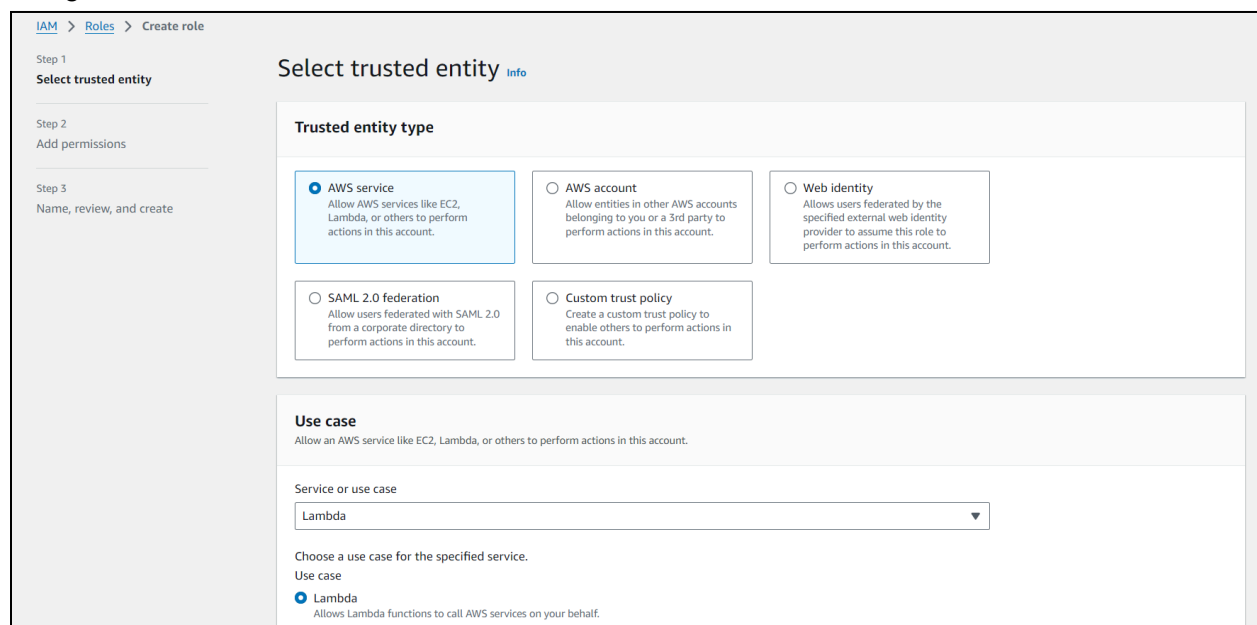 IAM > Roles > Create role
Step 1
Select trusted entity
Step 2
Add permissions
Step 3
Name, review, and create
Select trusted entity Info
Trusted entity type
AWS service
Allow AWS services like EC2,
Lambda, or others to perform
actions in this account.
AWS account
Allow entities in other AWS accounts
belonging to you or a 3rd party to
perform actions in this account.
Web identity
Allows users federated by the
specified external web identity
provider to assume this role to
perform actions in this account.
SAML 2.0 federation
Allow users federated with SAML 2.0
from a corporate directory to
perform actions in this account.
Custom trust policy
Create a custom trust policy to
enable others to perform actions in
this account.
Use case
Allow an AWS service like EC2, Lambda, or others to perform actions in this account.
Service or use case
Lambda
Choose a use case for the specified service.
Use case
Lambda
Allows Lambda functions to call AWS services on your behalf.